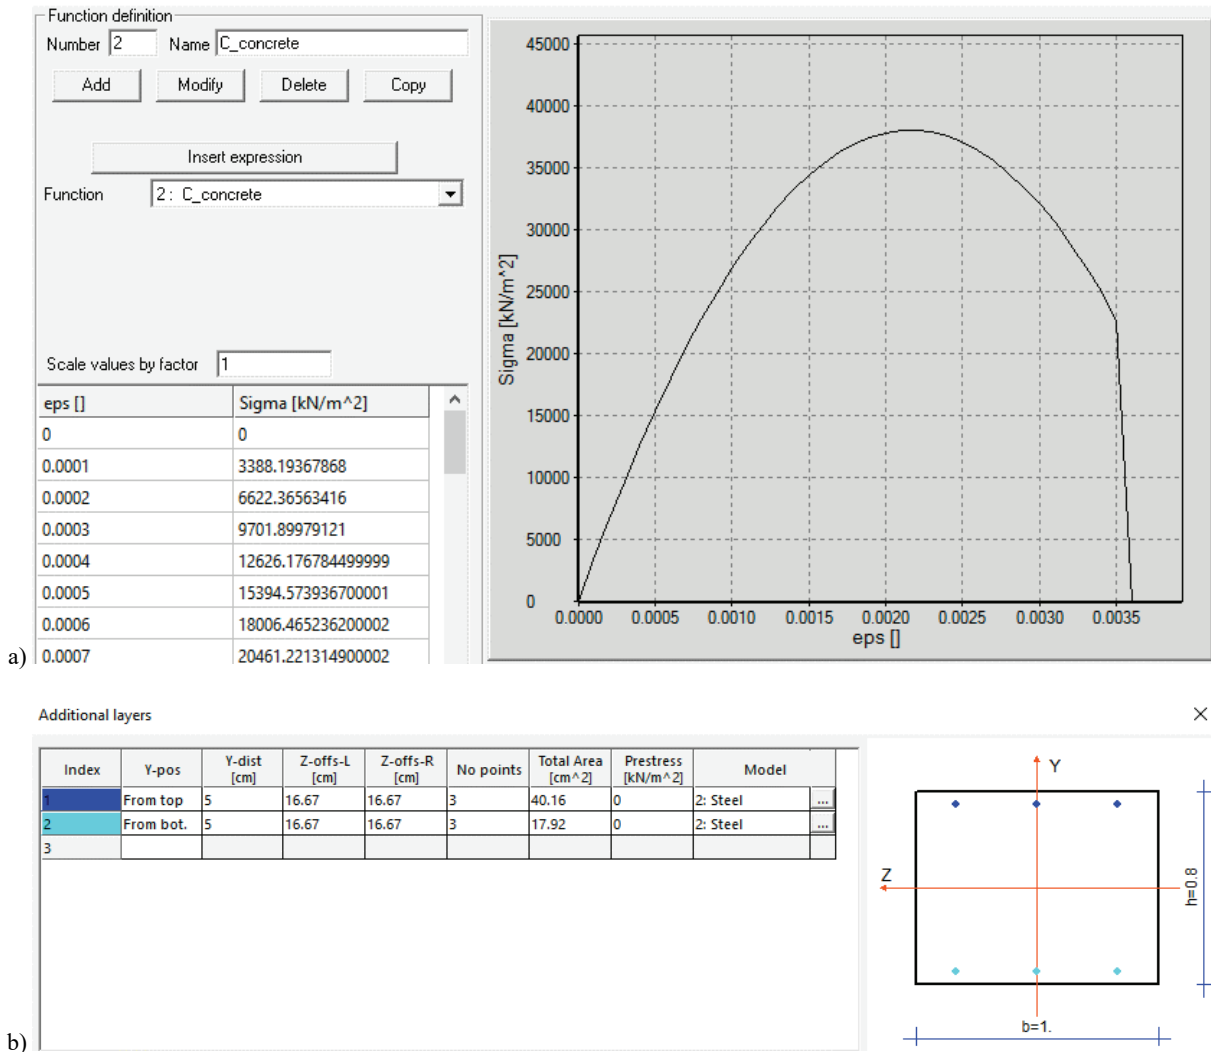 Function definition
Number 2 Name C_concrete
Add Modify Delete Copy
Insert expression
Function 2 : C_concrete
Scale values by factor 1
eps [] Sigma [kN/m^2]
0 0
0.0001 3388.19367868
0.0002 6622.36563416
0.0003 9701.89979121
0.0004 12626.176784499999
0.0005 15394.573936700001
0.0006 18006.465236200002
0.0007 20461.221314900002
a)
Sigma [kN/m^2]
45000
40000
35000
30000
25000
20000
15000
10000
5000
0
0.0000 0.0005 0.0010 0.0015 0.0020 0.0025 0.0030 0.0035
eps []
Additional layers
Index Y-pos Y-dist [cm] Z-offs-L [cm] Z-offs-R [cm] No points Total Area [cm^2] Prestress [kN/m^2] Model
1 From top 5 16.67 16.67 3 40.16 0 2: Steel ...
2 From bot. 5 16.67 16.67 3 17.92 0 2: Steel ...
3
Y
Z
h=0.8
b=1.
b)